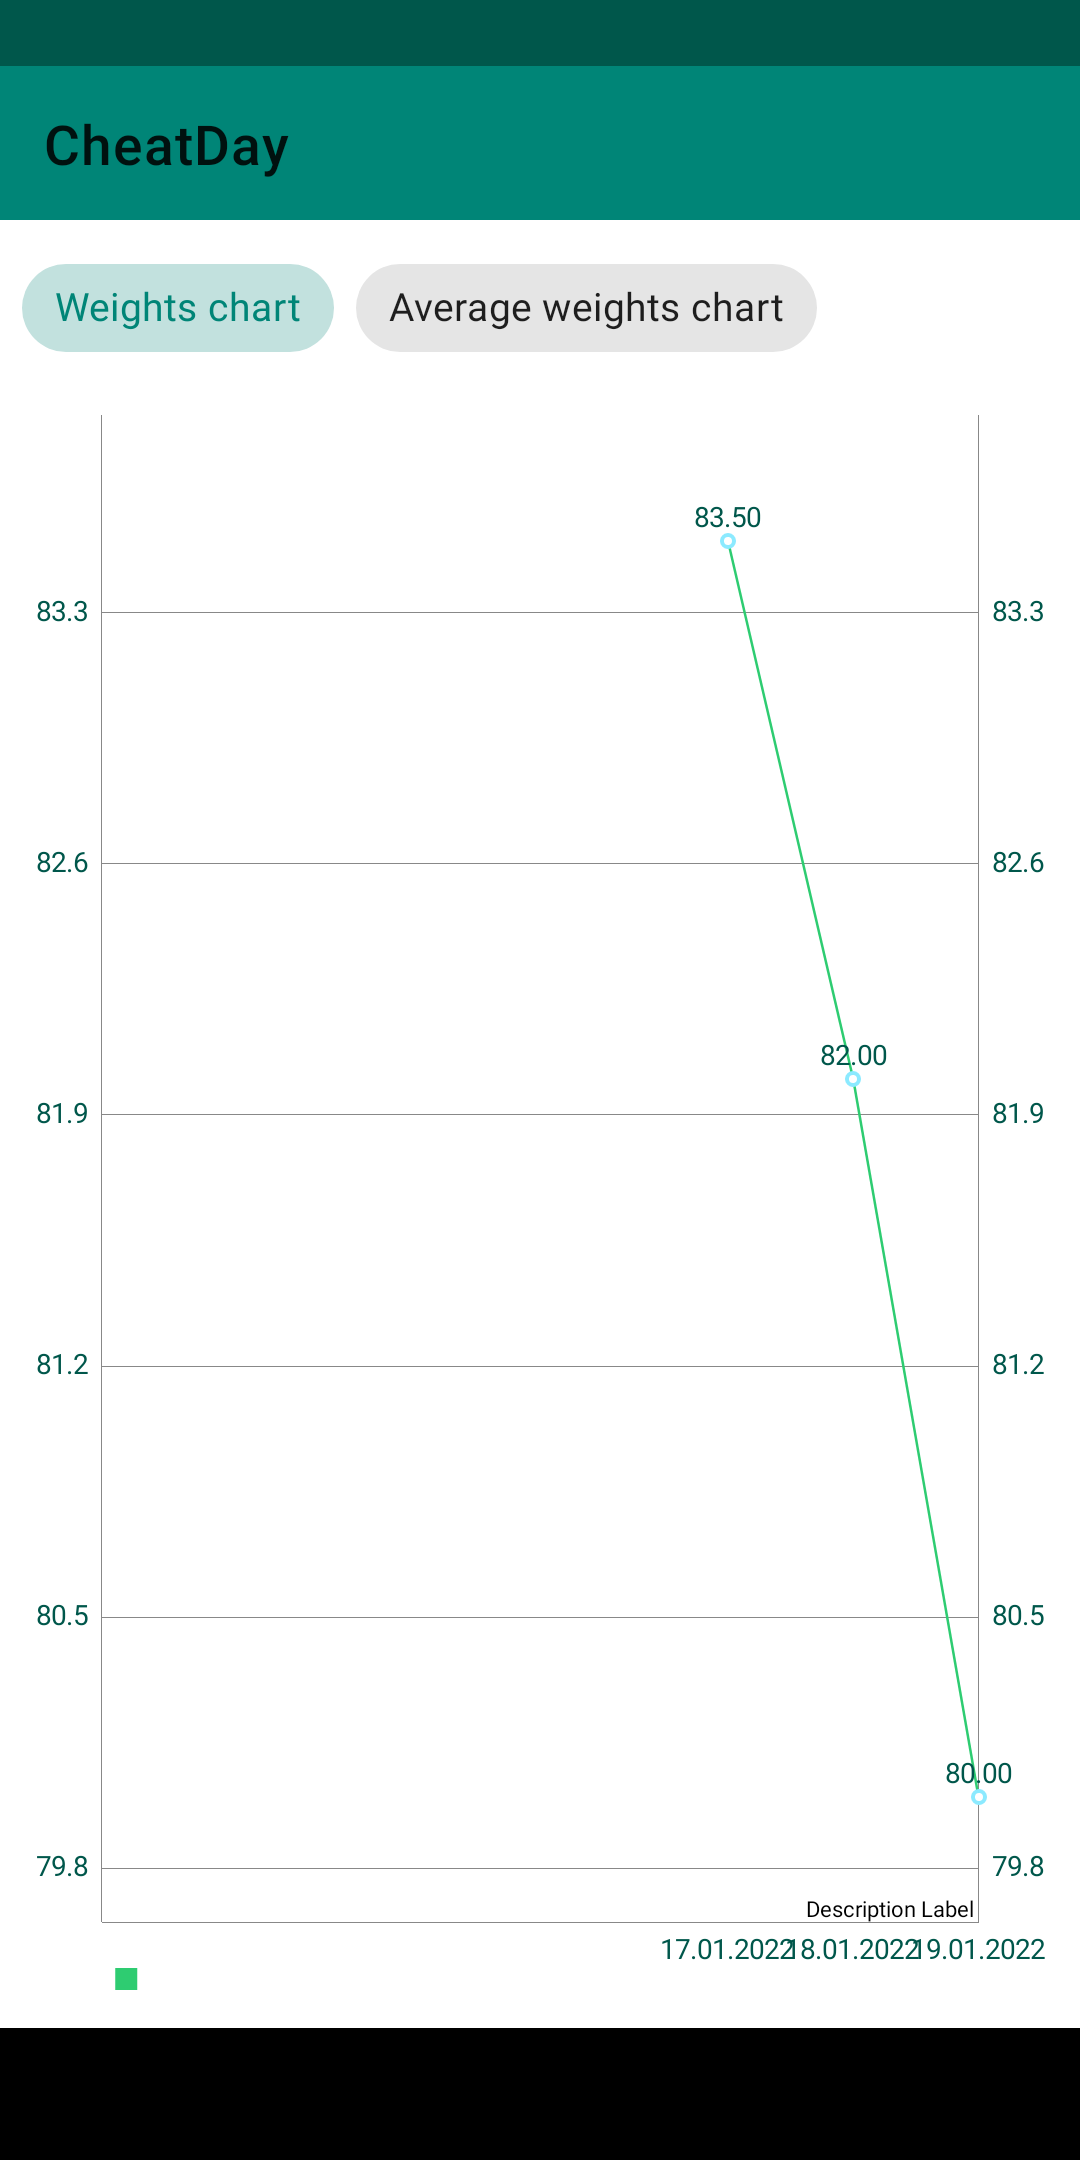 CheatDay
Weights chart
Average weights chart
83.50
83.3 83.3
82.6 82.6
82.00
81.9 81.9
81.2 81.2
80.5 80.5
80.00
79.8 79.8
Description Label
17.01.2022 18.01.2022 19.01.2022